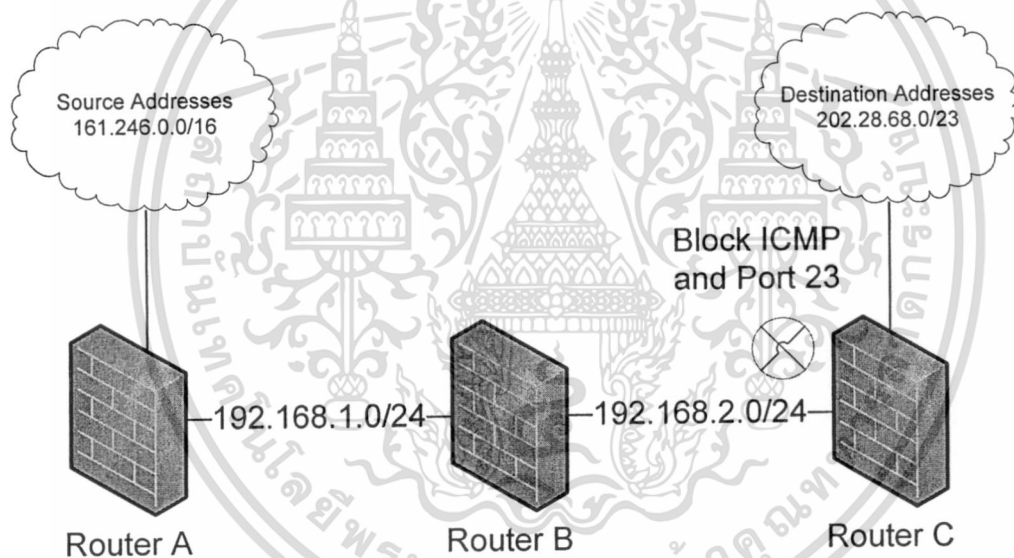 Source Addresses
161.246.0.0/16
Destination Addresses
202.28.68.0/23
Block ICMP
and Port 23
192.168.1.0/24
192.168.2.0/24
Router A
Router B
Router C